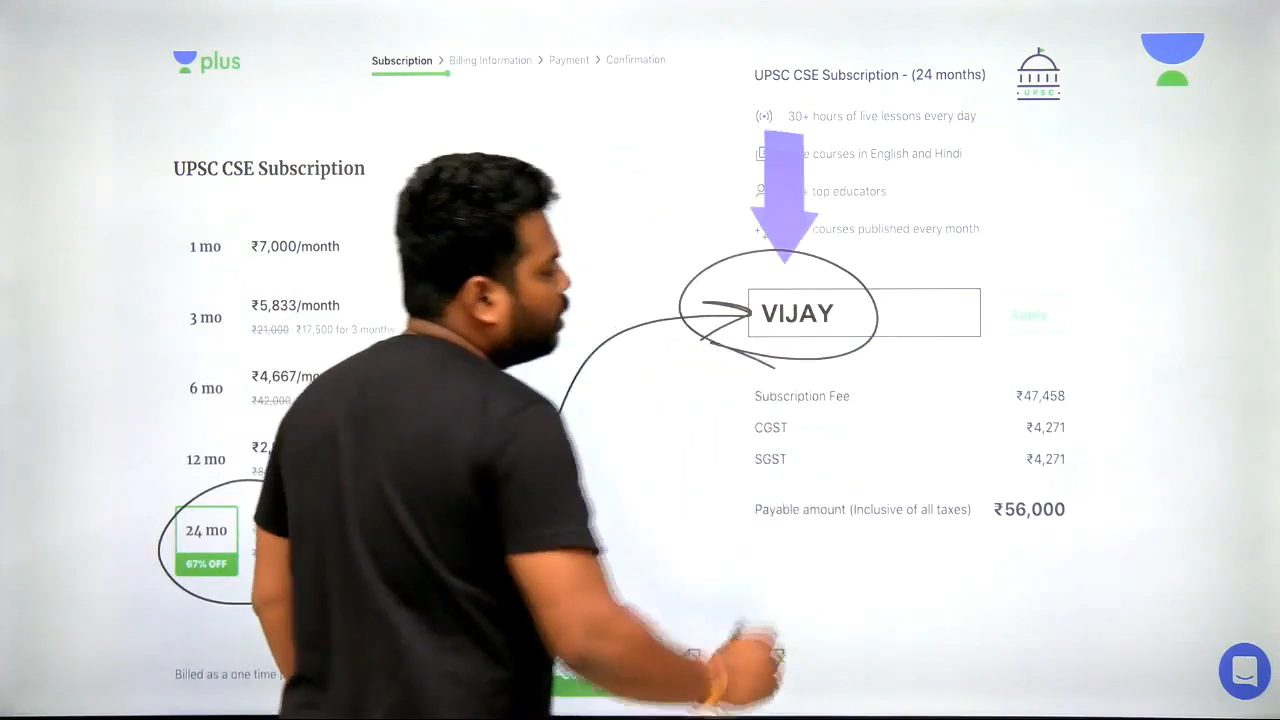 plus
Subscription > Billing Information > Payment > Confirmation
UPSC CSE Subscription
1 mo ₹7,000/month
3 mo ₹5,833/month
₹21,000 ₹17,500 for 3 months
6 mo ₹4,667/mo
₹42,000
12 mo ₹2,
24 mo
67% OFF
Billed as a one time
UPSC CSE Subscription - (24 months)
UPSC
30+ hours of live lessons every day
courses in English and Hindi
top educators
courses published every month
VIJAY
Apply
Subscription Fee ₹47,458
CGST ₹4,271
SGST ₹4,271
Payable amount (Inclusive of all taxes) ₹56,000